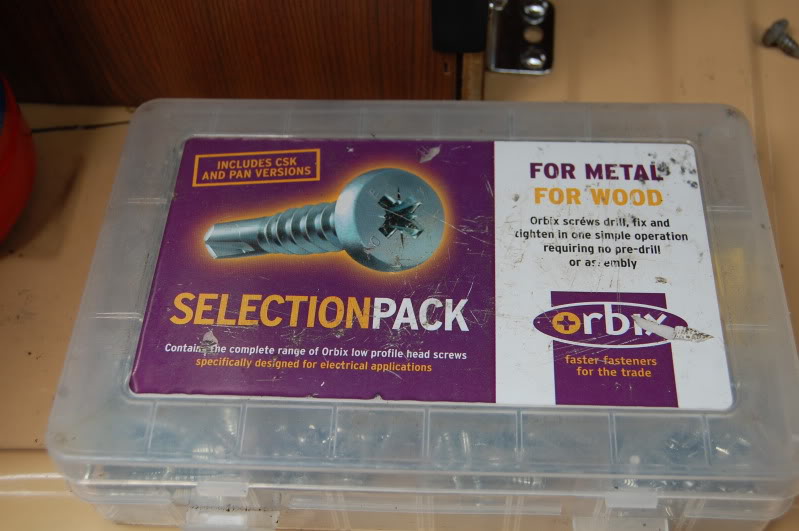 INCLUDES CSK
AND PAN VERSIONS
SELECTIONPACK
Contains the complete range of Orbix low profile head screws
specifically designed for electrical applications
FOR METAL
FOR WOOD
Orbix screws drill, fix and
tighten in one simple operation
requiring no pre-drill
or assembly
orbix
faster fasteners
for the trade